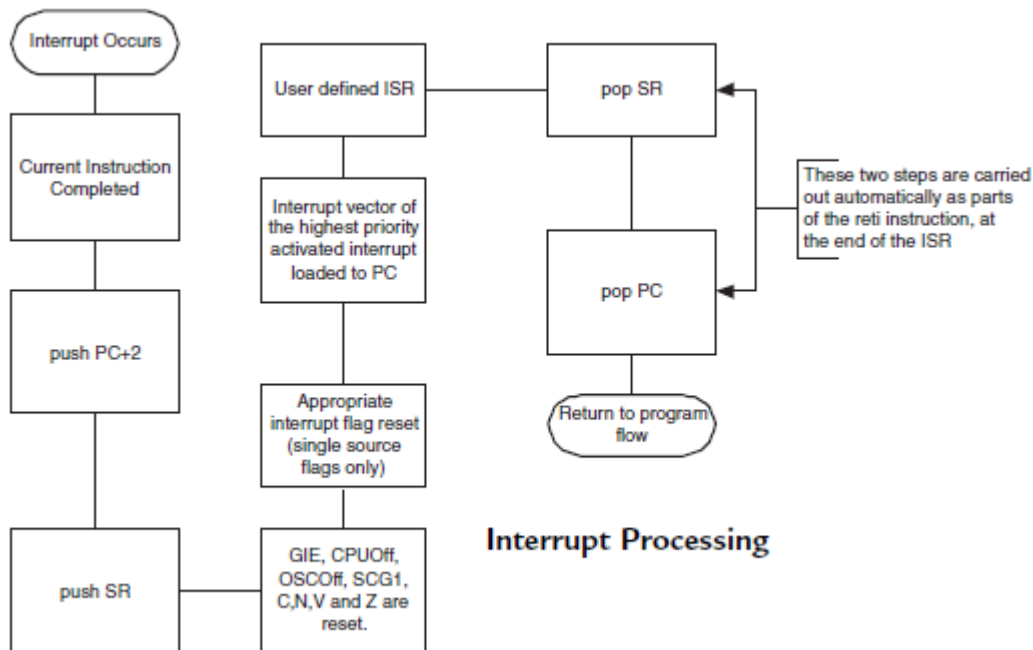 Interrupt Occurs
Current Instruction
Completed
push PC+2
push SR
GIE, CPUOff,
OSCOff, SCG1,
C,N,V and Z are
reset.
Appropriate
interrupt flag reset
(single source
flags only)
Interrupt vector of
the highest priority
activated interrupt
loaded to PC
User defined ISR
pop SR
pop PC
Return to program
flow
These two steps are carried
out automatically as parts
of the reti instruction, at
the end of the ISR
Interrupt Processing